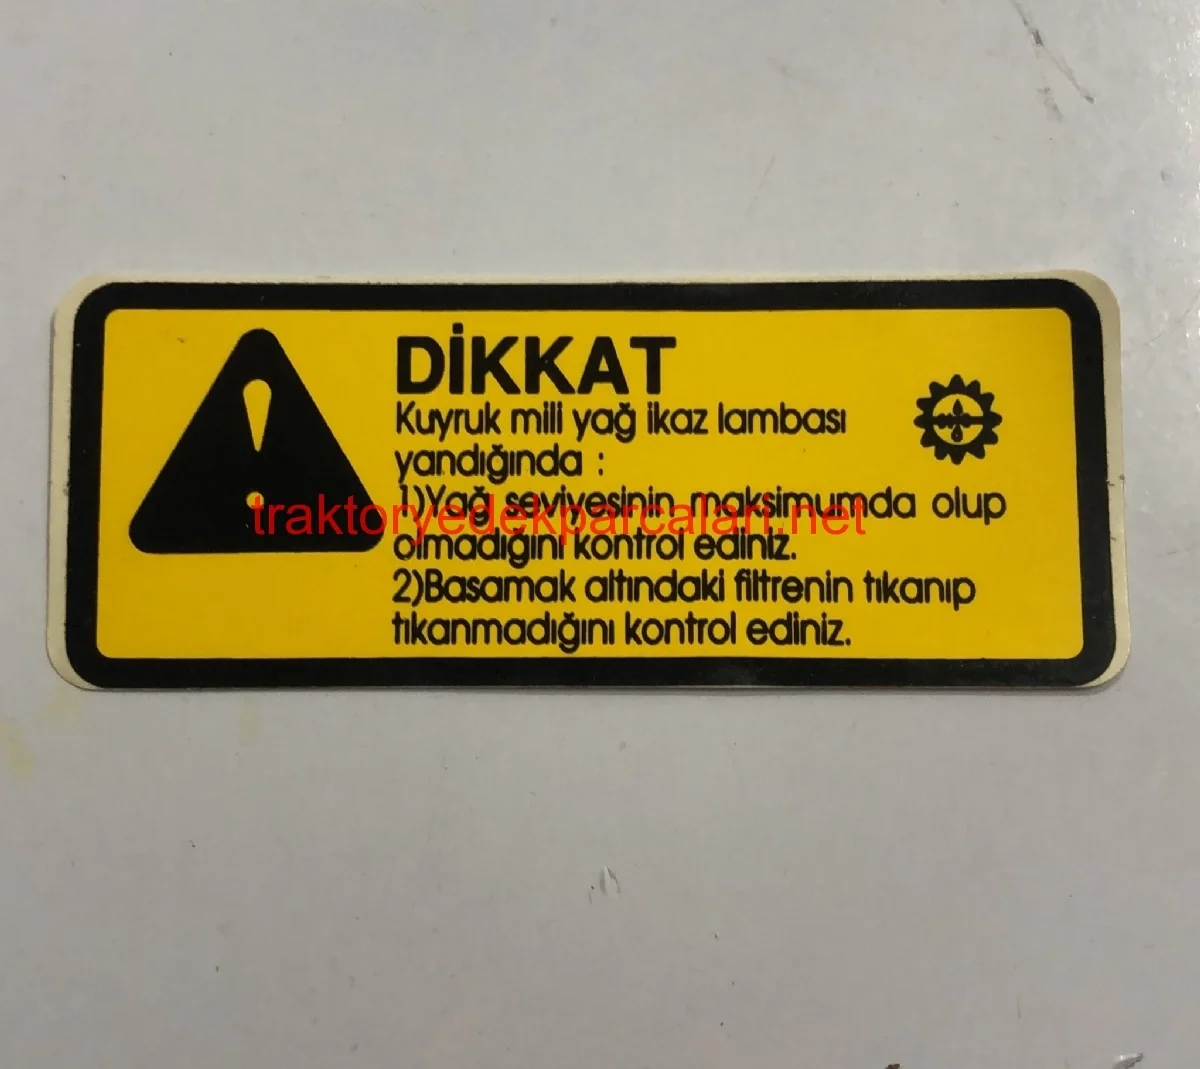 DİKKAT
Kuyruk mili yağ ikaz lambası
yandığında :
1)Yağ seviyesinin maksimumda olup
olmadığını kontrol ediniz.
2)Basamak altındaki filtrenin tıkanıp
tıkanmadığını kontrol ediniz.
traktoryedekparcalari.net